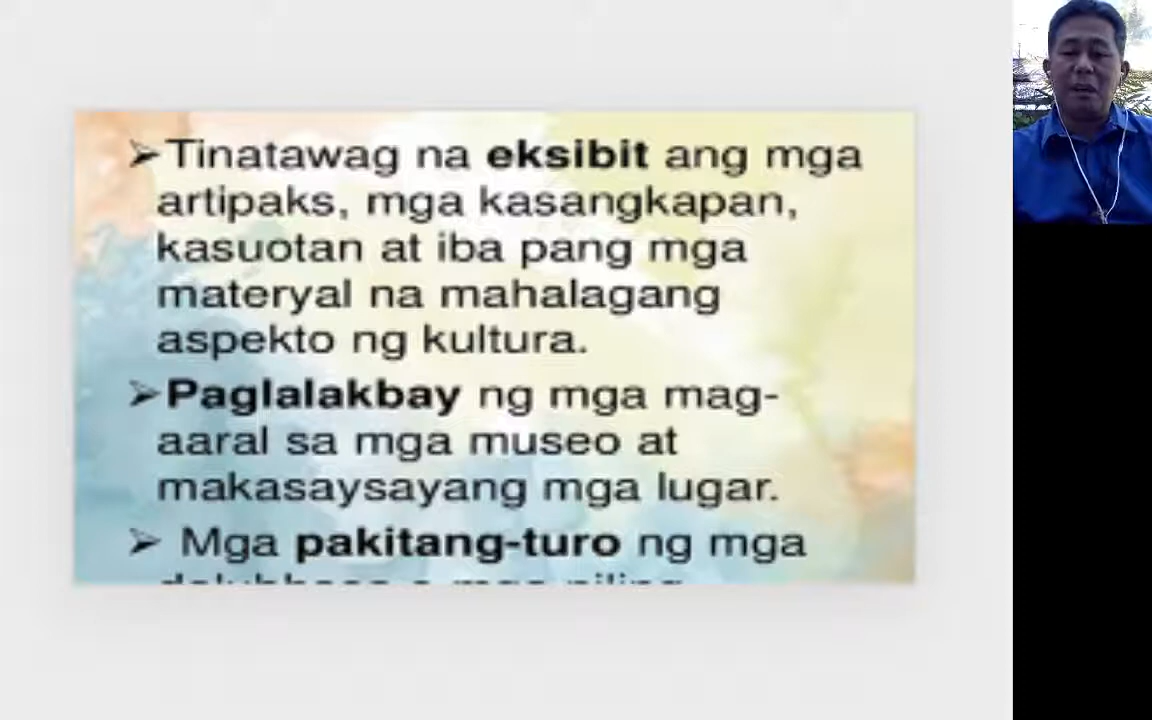 ➢Tinatawag na eksibit ang mga
artipaks, mga kasangkapan,
kasuotan at iba pang mga
materyal na mahalagang
aspekto ng kultura.
➢Paglalakbay ng mga mag-
aaral sa mga museo at
makasaysayang mga lugar.
➢ Mga pakitang-turo ng mga